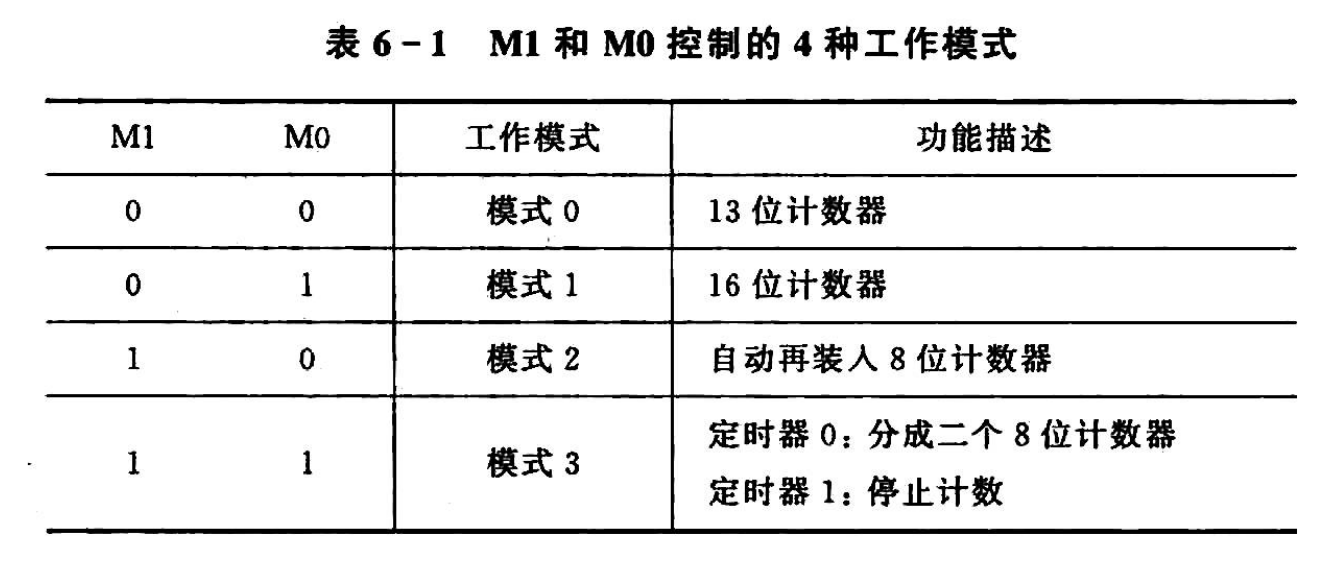 表 6-1 M1 和 M0 控制的 4 种工作模式
M1 M0 工作模式 功能描述
0 0 模式 0 13 位计数器
0 1 模式 1 16 位计数器
1 0 模式 2 自动再装入 8 位计数器
1 1 模式 3 定时器 0：分成二个 8 位计数器
定时器 1：停止计数